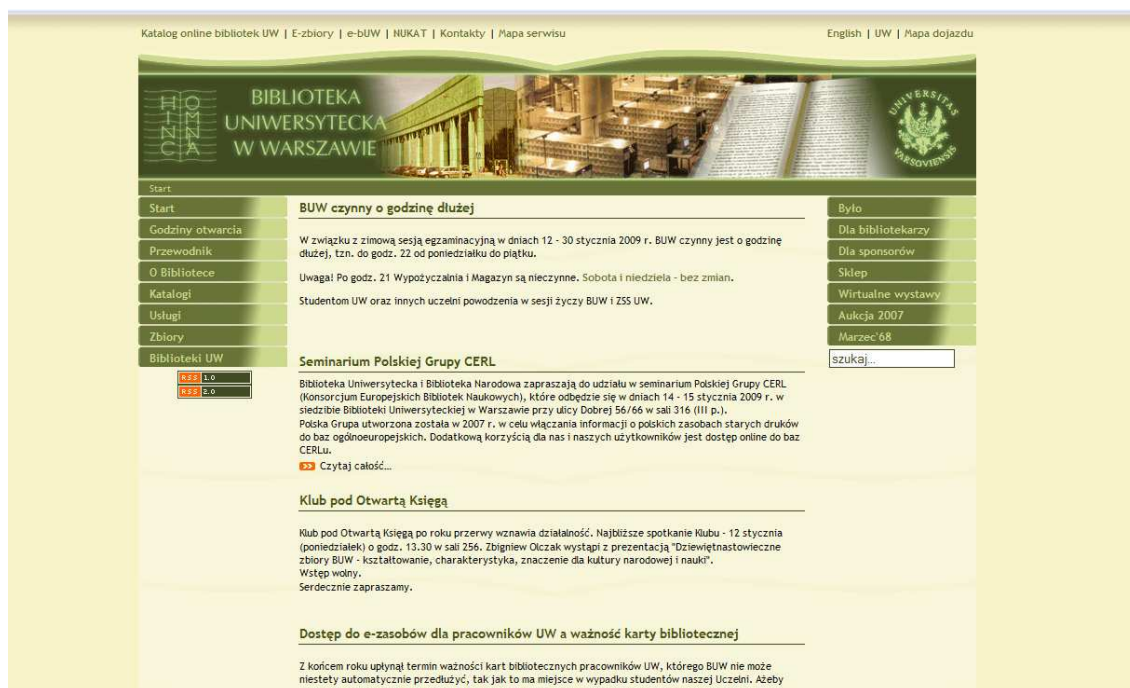 Katalog online bibliotek UW | E-zbiory | e-bUW | NUKAT | Kontakty | Mapa serwisu
English | UW | Mapa dojazdu
HINC
OMNIA
BIBLIOTEKA
UNIWERSYTECKA
W WARSZAWIE
UNIVERSITAS
VARSOVIENSIS
Start
Start
Godziny otwarcia
Przewodnik
O Bibliotece
Katalogi
Usługi
Zbiory
Biblioteki UW
RSS 1.0
RSS 2.0
BUW czynny o godzinę dłużej
W związku z zimową sesją egzaminacyjną w dniach 12 - 30 stycznia 2009 r. BUW czynny jest o godzinę
dłużej, tzn. do godz. 22 od poniedziałku do piątku.
Uwaga! Po godz. 21 Wypożyczalnia i Magazyn są nieczynne. Sobota i niedziela - bez zmian.
Studentom UW oraz innych uczelni powodzenia w sesji życzy BUW i ZSS UW.
Seminarium Polskiej Grupy CERL
Biblioteka Uniwersytecka i Biblioteka Narodowa zapraszają do udziału w seminarium Polskiej Grupy CERL
(Konsorcjum Europejskich Bibliotek Naukowych), które odbędzie się w dniach 14 - 15 stycznia 2009 r. w
siedzibie Biblioteki Uniwersyteckiej w Warszawie przy ulicy Dobrej 56/66 w sali 316 (III p.).
Polska Grupa utworzona została w 2007 r. w celu włączania informacji o polskich zasobach starych druków
do baz ogólnoeuropejskich. Dodatkową korzyścią dla nas i naszych użytkowników jest dostęp online do baz
CERLu.
Czytaj całość...
Klub pod Otwartą Księgą
Klub pod Otwartą Księgą po roku przerwy wznawia działalność. Najbliższe spotkanie Klubu - 12 stycznia
(poniedziałek) o godz. 13.30 w sali 256. Zbigniew Olczak wystąpi z prezentacją "Dziewiętnastowieczne
zbiory BUW - kształtowanie, charakterystyka, znaczenie dla kultury narodowej i nauki".
Wstęp wolny.
Serdecznie zapraszamy.
Dostęp do e-zasobów dla pracowników UW a ważność karty bibliotecznej
Z końcem roku upłynął termin ważności kart bibliotecznych pracowników UW, którego BUW nie może
niestety automatycznie przedłużyć, tak jak to ma miejsce w wypadku studentów naszej Uczelni. Ażeby
Było
Dla bibliotekarzy
Dla sponsorów
Sklep
Wirtualne wystawy
Aukcja 2007
Marzec'68
szukaj...